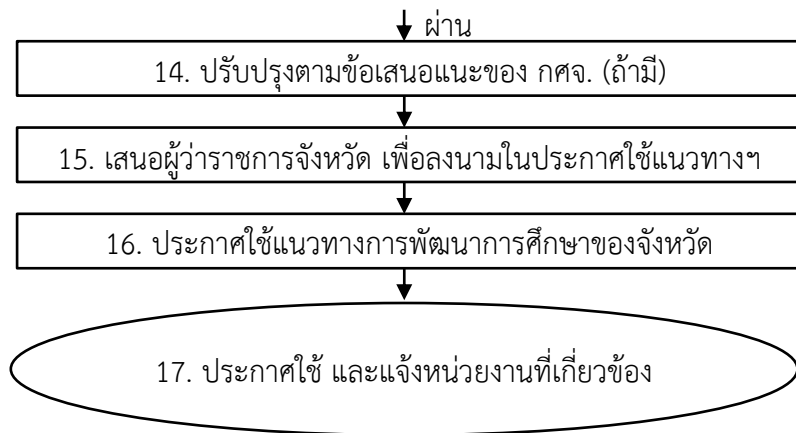 ผ่าน
14. ปรับปรุงตามข้อเสนอแนะของ กศจ. (ถ้ามี)
15. เสนอผู้ว่าราชการจังหวัด เพื่อลงนามในประกาศใช้แนวทางฯ
16. ประกาศใช้แนวทางการพัฒนาการศึกษาของจังหวัด
17. ประกาศใช้ และแจ้งหน่วยงานที่เกี่ยวข้อง